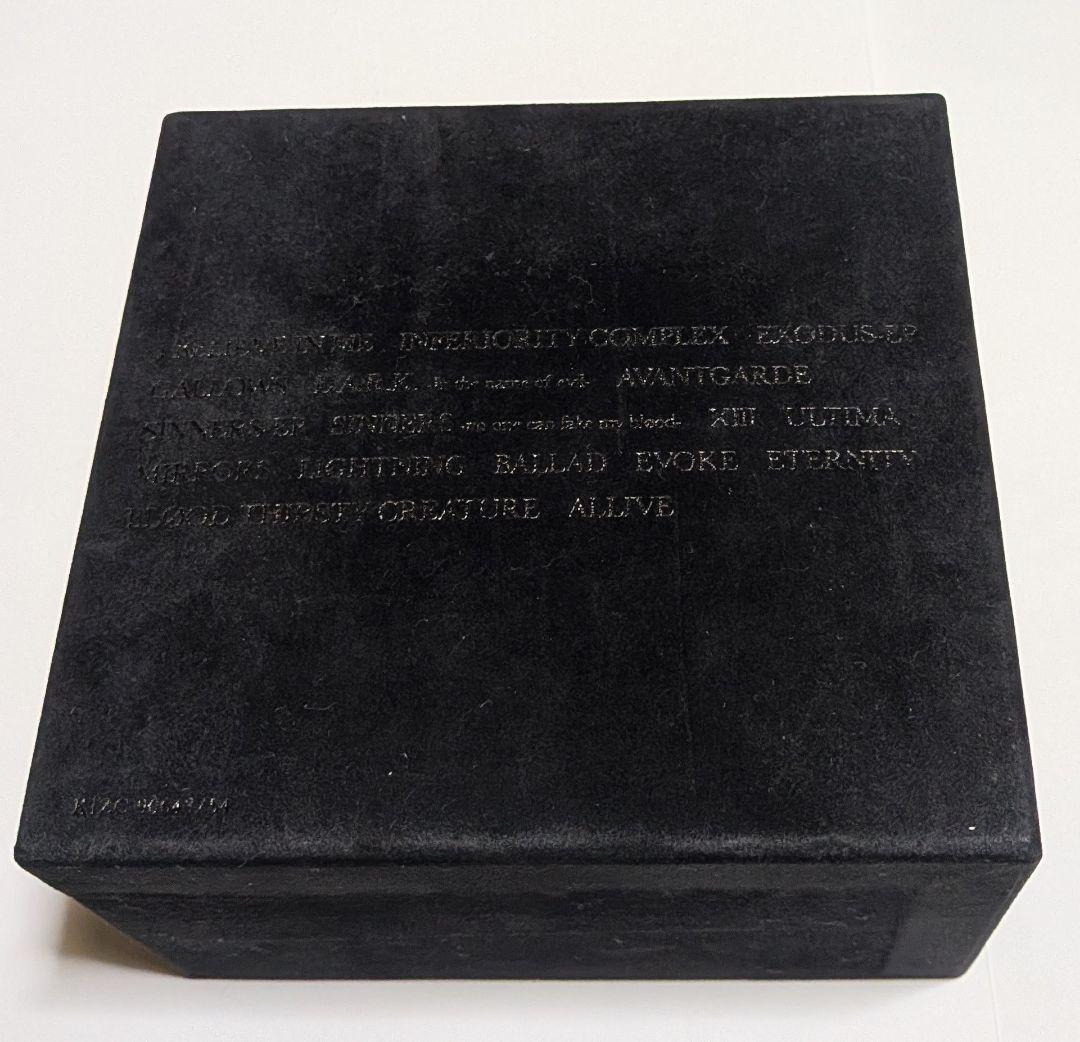 I BELIEVE IN ME INFERIORITY COMPLEX EXODUS-EP
GALLOWS D.A.R.K. -In the name of evil- AVANTGARDE
SINNERS-EP SINNERS -no one can fake my blood- XIII ULTIMA
MIRRORS LIGHTNING BALLAD EVOKE ETERNITY
BLOOD THIRSTY CREATURE ALLIVE